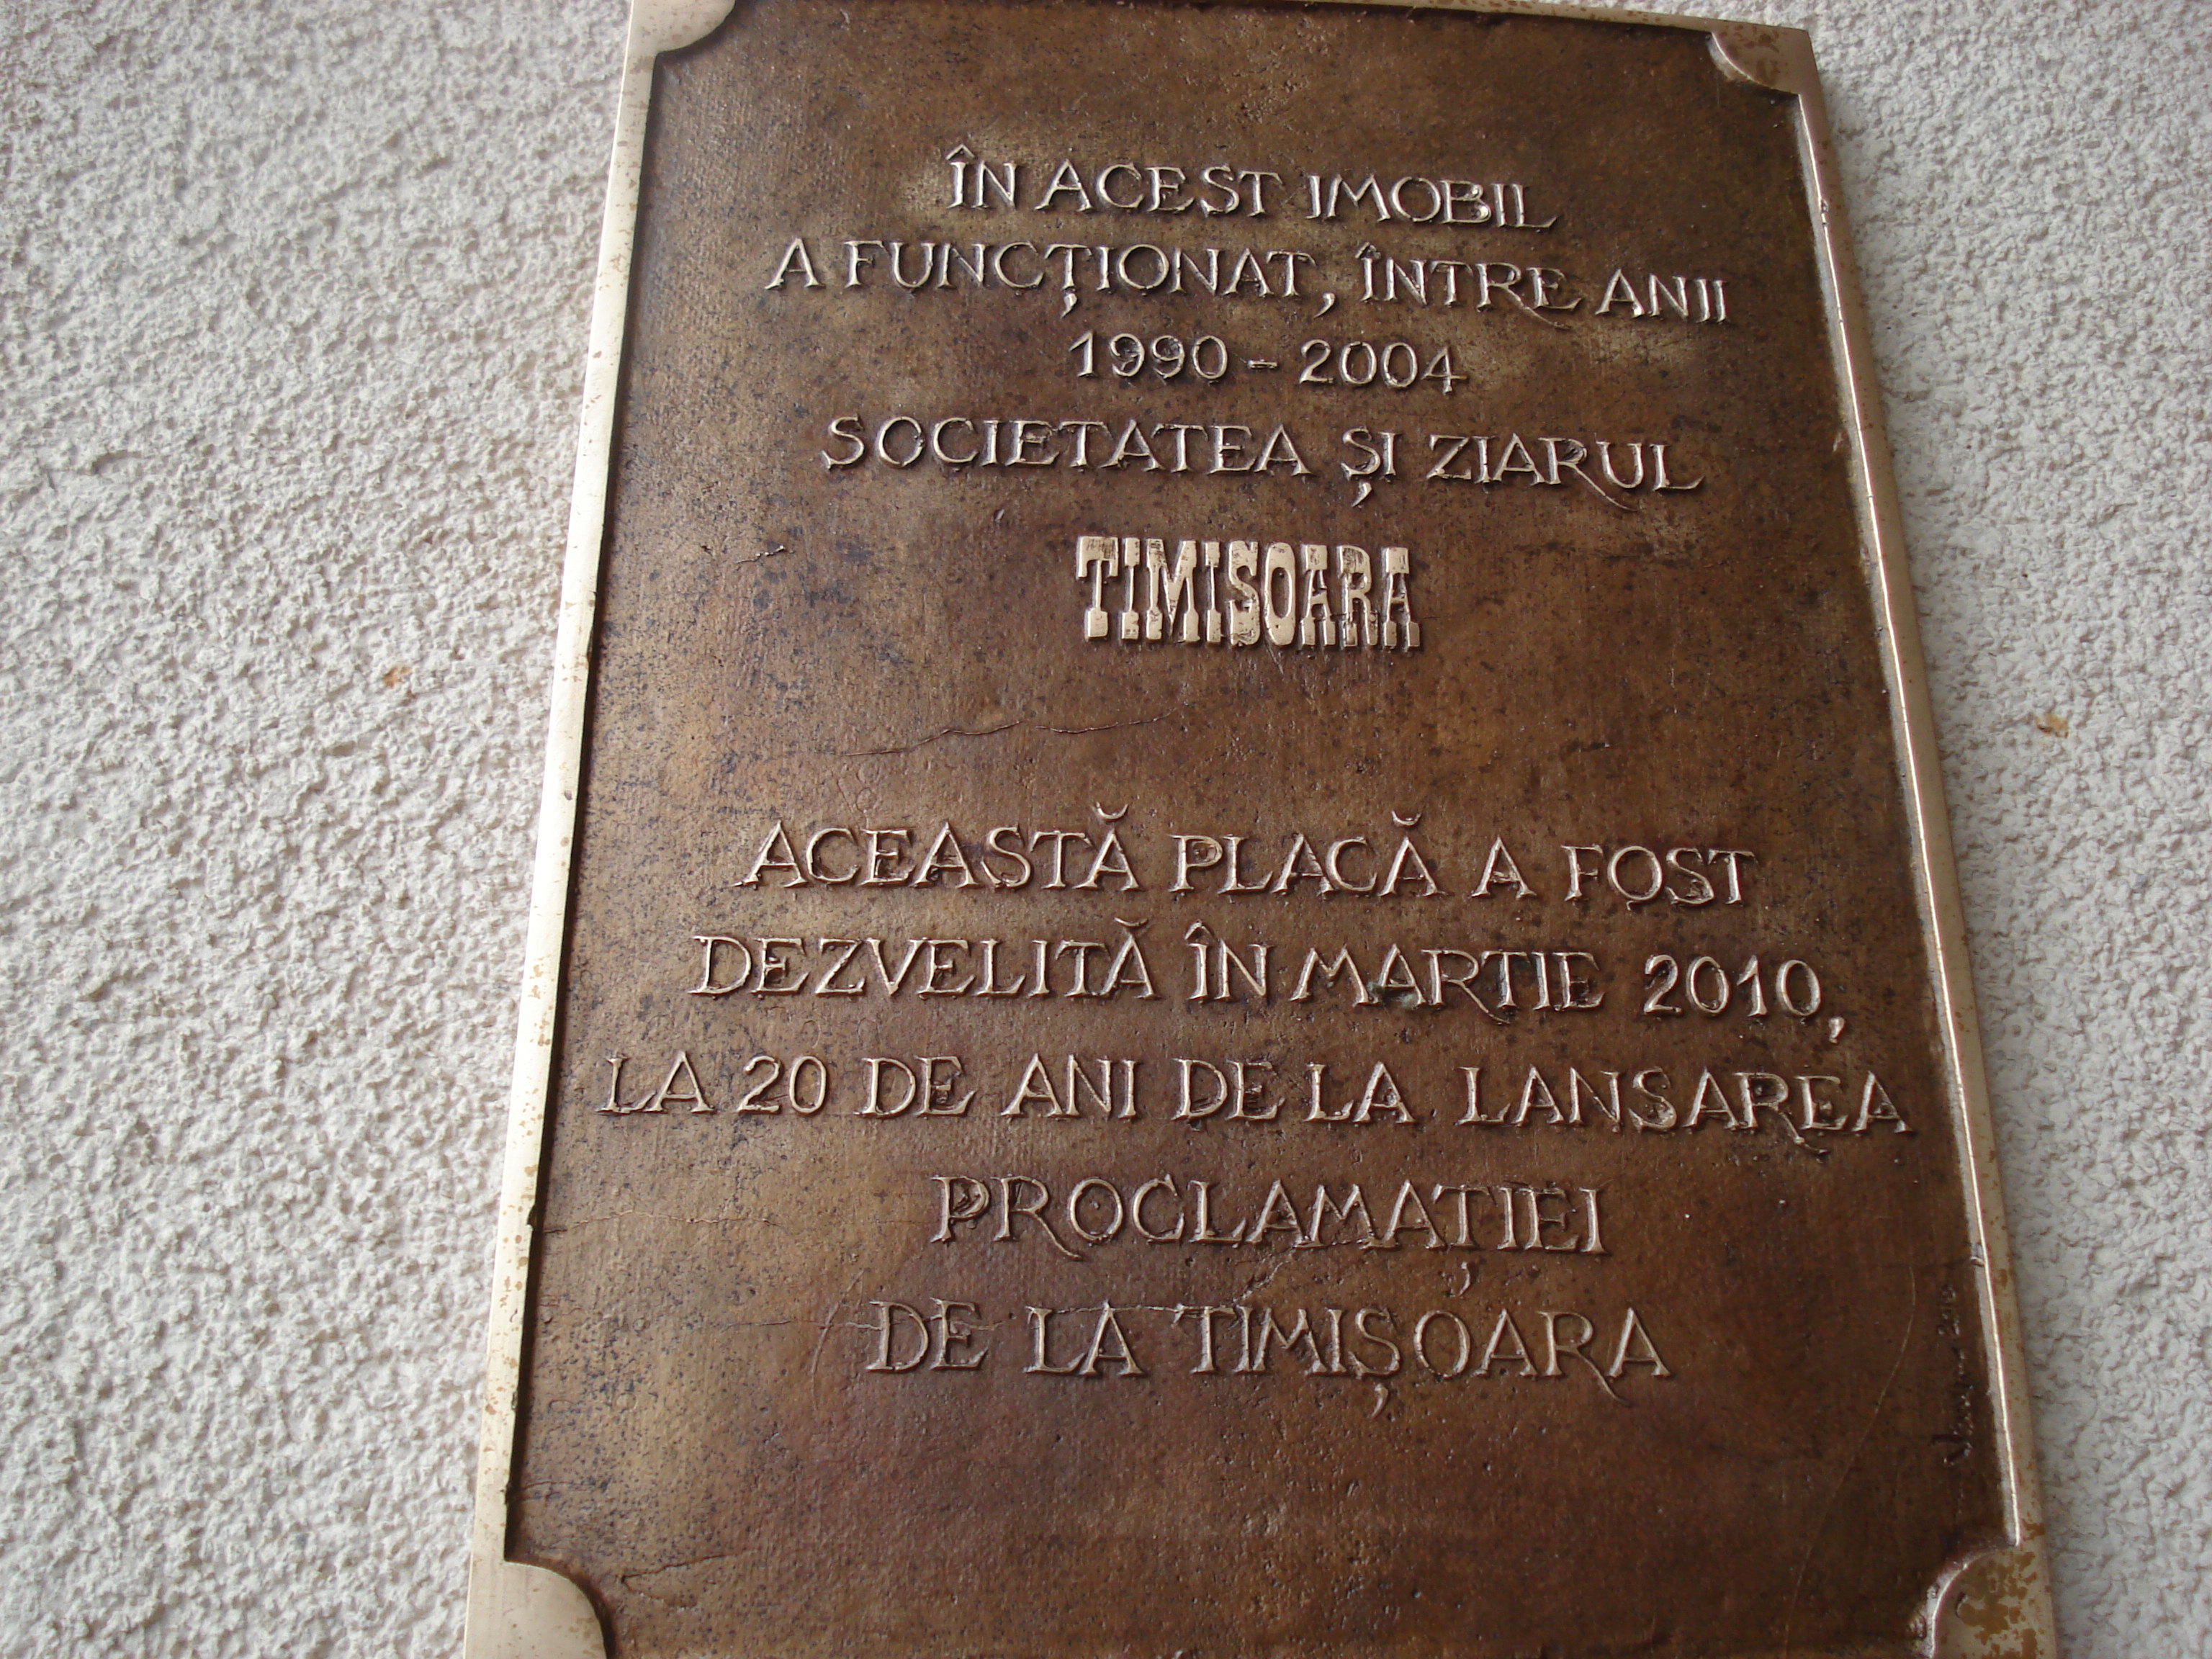 ÎN ACEST IMOBIL
A FUNCȚIONAT, ÎNTRE ANII
1990 - 2004
SOCIETATEA ȘI ZIARUL
TIMISOARA
ACEASTĂ PLACĂ A FOST
DEZVELITĂ ÎN MARTIE 2010,
LA 20 DE ANI DE LA LANSAREA
PROCLAMAȚIEI
DE LA TIMIȘOARA